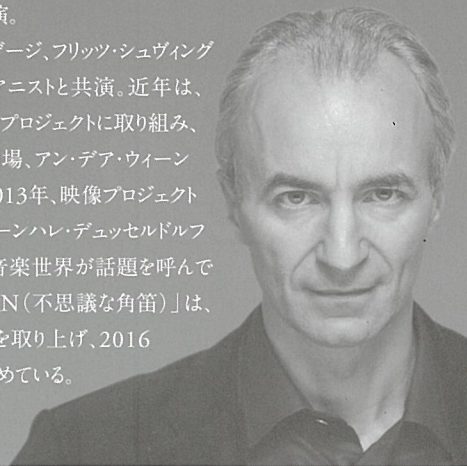 演。
ゲージ、フリッツ・シュヴィング
アニストと共演。近年は、
プロジェクトに取り組み、
場、アン・デア・ウィーン
013年、映像プロジェクト
ーンハレ・デュッセルドルフ
音楽世界が話題を呼んで
N（不思議な角笛）」は、
を取り上げ、2016
めている。